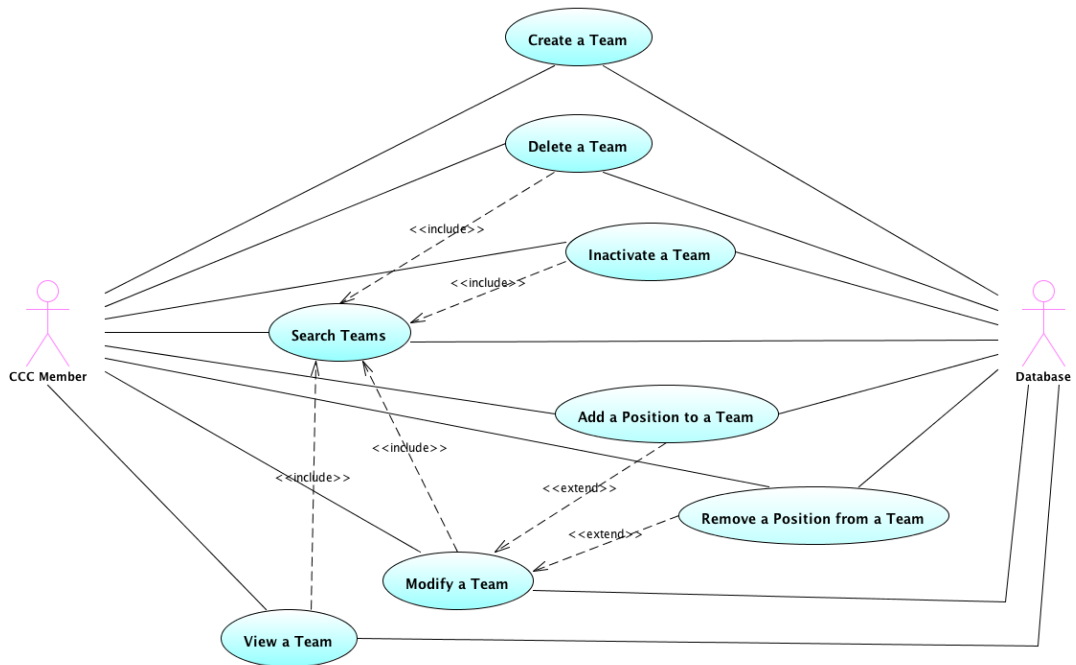 Create a Team
Delete a Team
<<include>>
Inactivate a Team
<<include>>
Search Teams
CCC Member
Database
Add a Position to a Team
<<include>>
<<include>>
<<extend>>
Remove a Position from a Team
<<extend>>
Modify a Team
View a Team